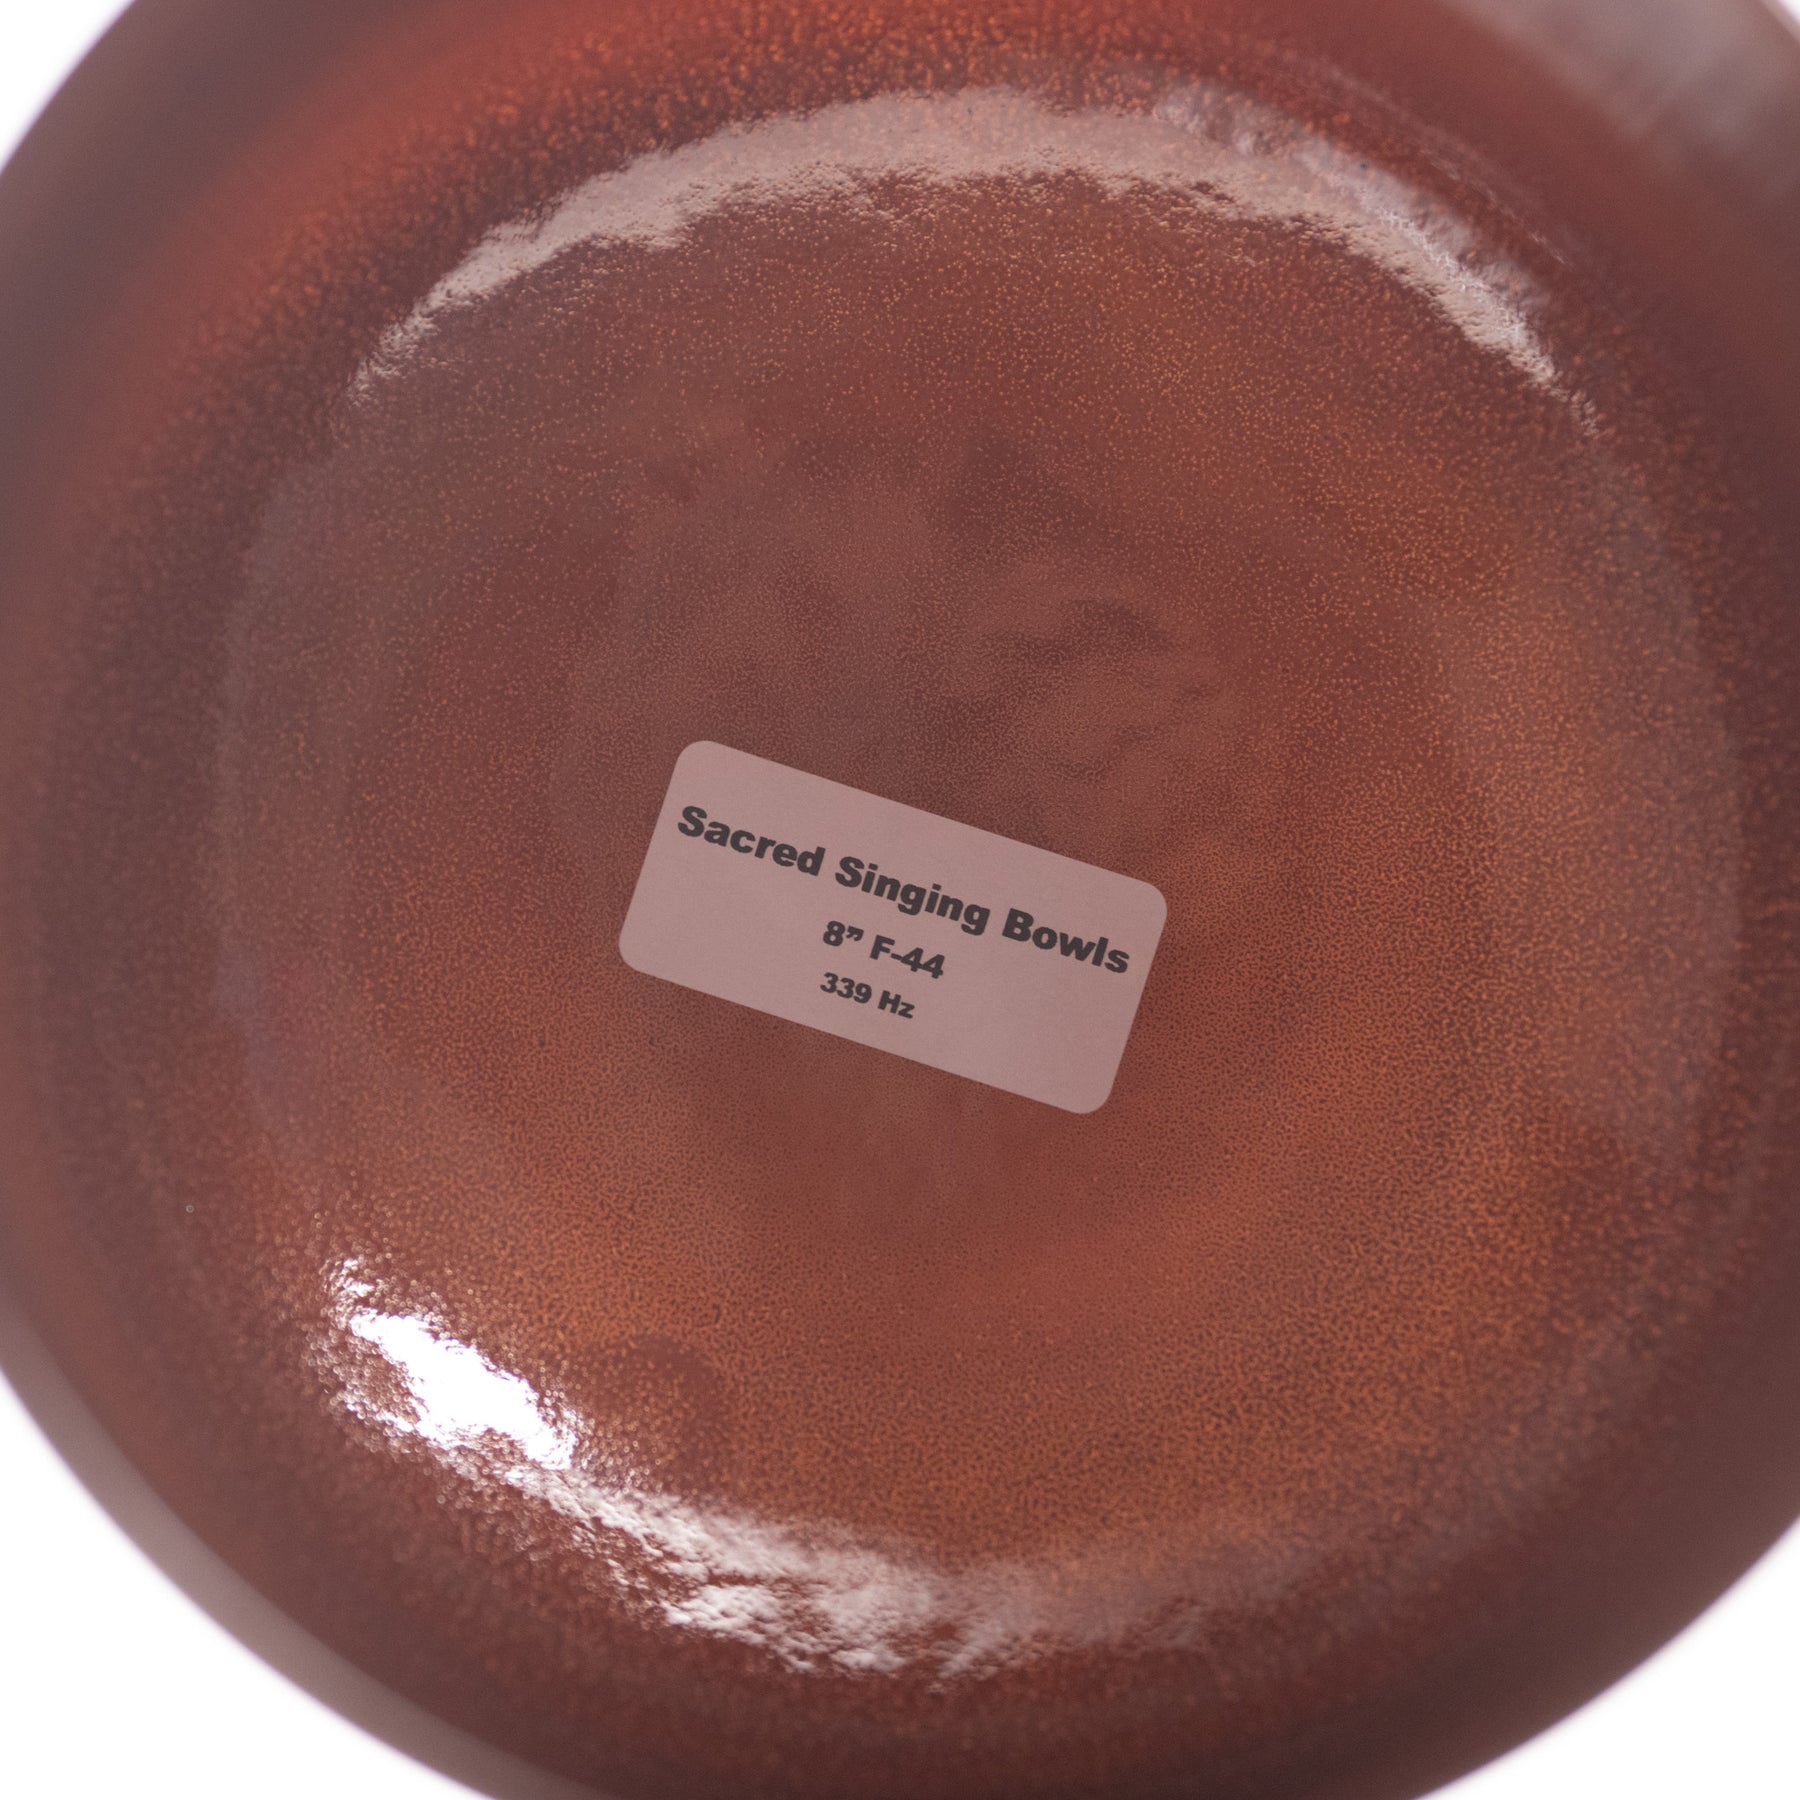 Sacred Singing Bowls
8” F-44
339 Hz